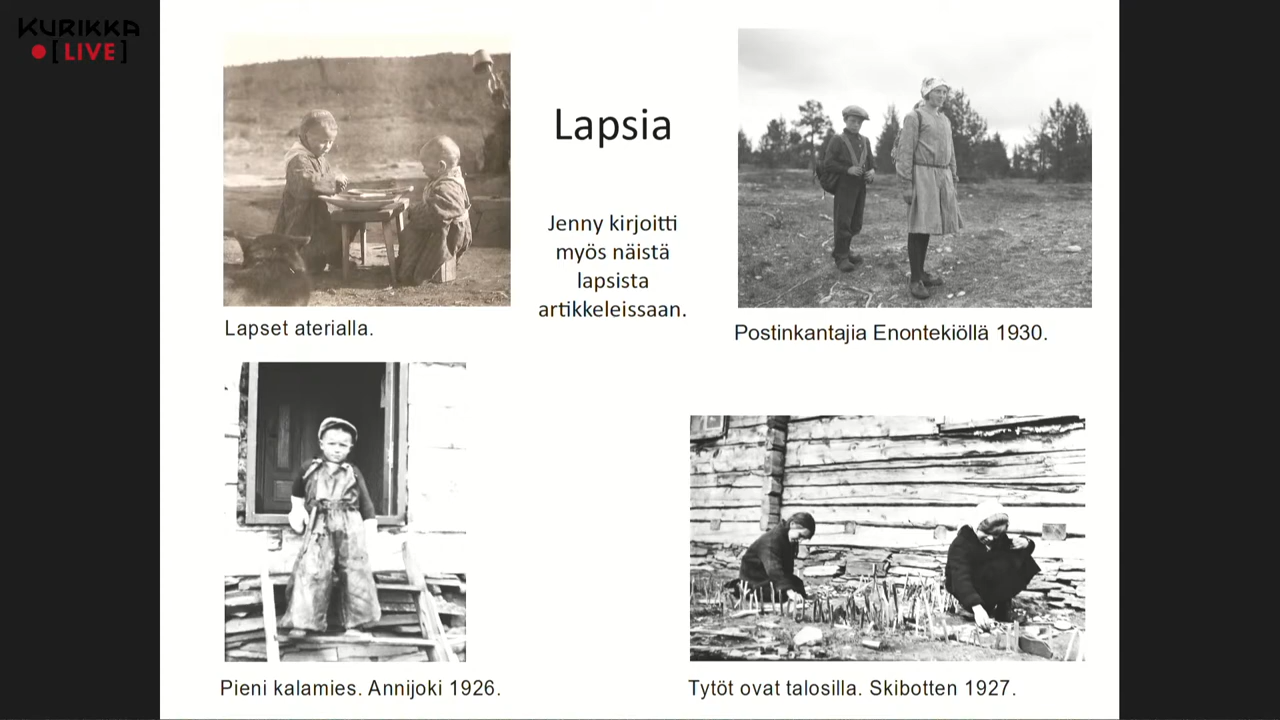 KURIKKA
[LIVE]
Lapsia
Jenny kirjoitti
myös näistä
lapsista
artikkeleissaan.
Lapset aterialla.
Postinkantajia Enontekiöllä 1930.
Pieni kalamies. Annijoki 1926.
Tytöt ovat talosilla. Skibotten 1927.